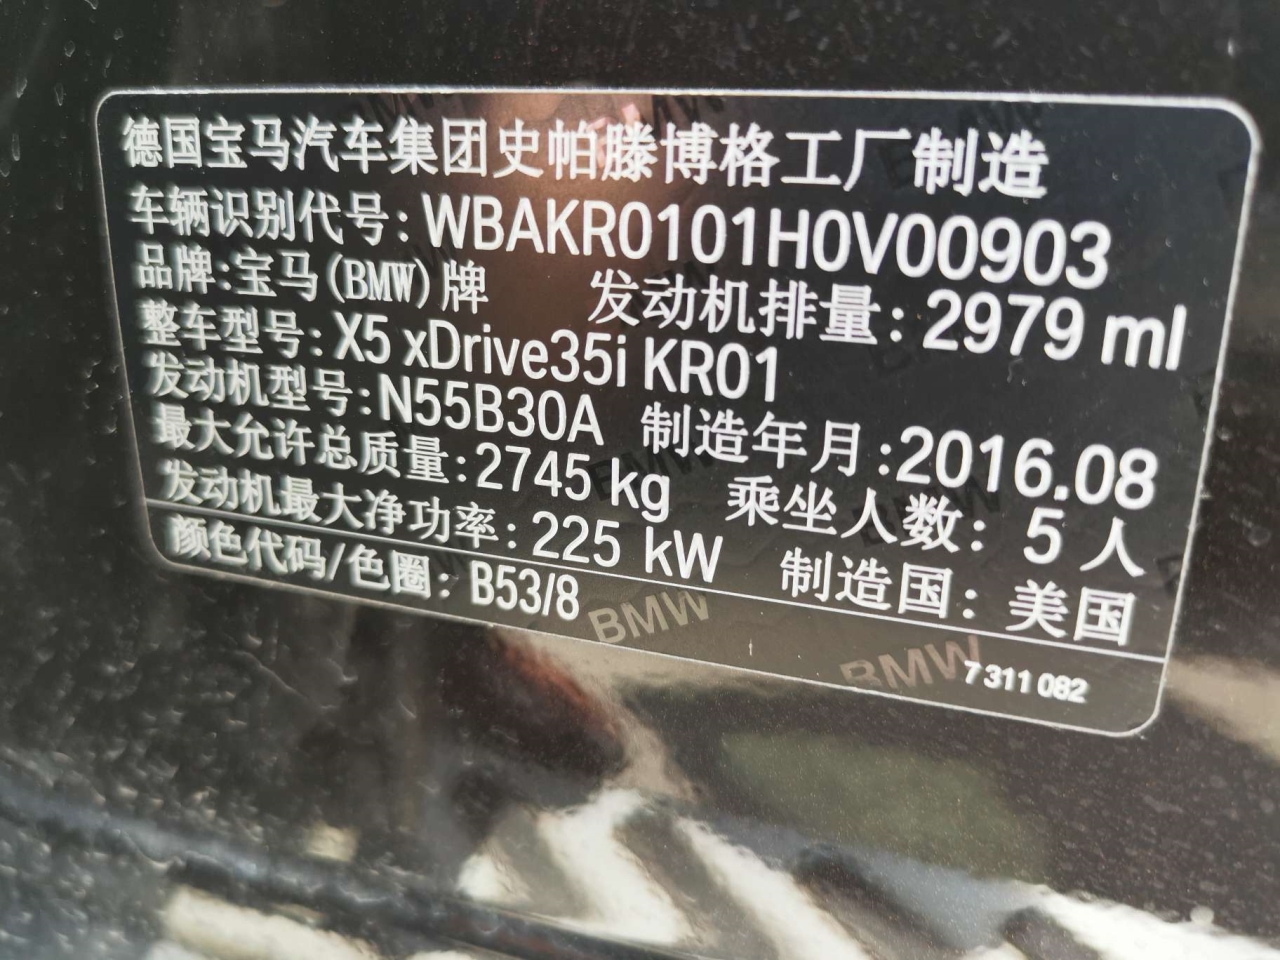 德国宝马汽车集团史帕滕博格工厂制造
车辆识别代号:WBAKR0101H0V00903
品牌:宝马(BMW)牌 发动机排量:2979 ml
整车型号:X5 xDrive35i KR01
发动机型号:N55B30A 制造年月:2016.08
最大允许总质量:2745 kg 乘坐人数: 5 人
发动机最大净功率:225 kW 制造国:美国
颜色代码/色圈:B53/8
BMW
BMW
7 311 082